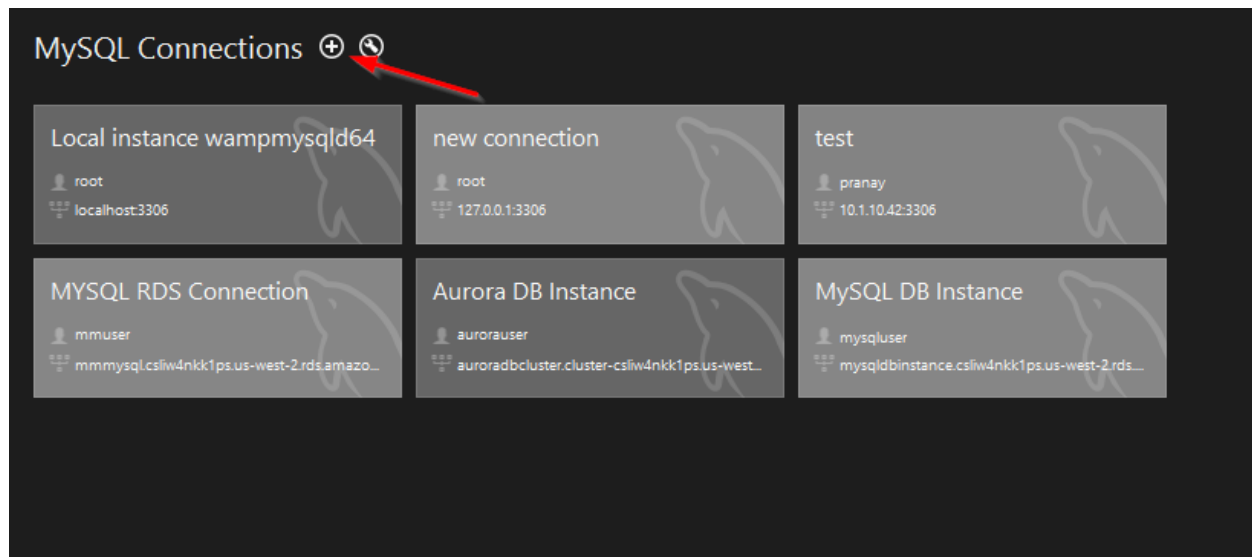 MySQL Connections
Local instance wampmysqld64
root
localhost:3306
new connection
root
127.0.0.1:3306
test
pranay
10.1.10.42:3306
MYSQL RDS Connection
mmuser
mmmysql.csliw4nkk1ps.us-west-2.rds.amazo...
Aurora DB Instance
aurorauser
auroradbcluster.cluster-csliw4nkk1ps.us-west...
MySQL DB Instance
mysqluser
mysqldbinstance.csliw4nkk1ps.us-west-2.rds....